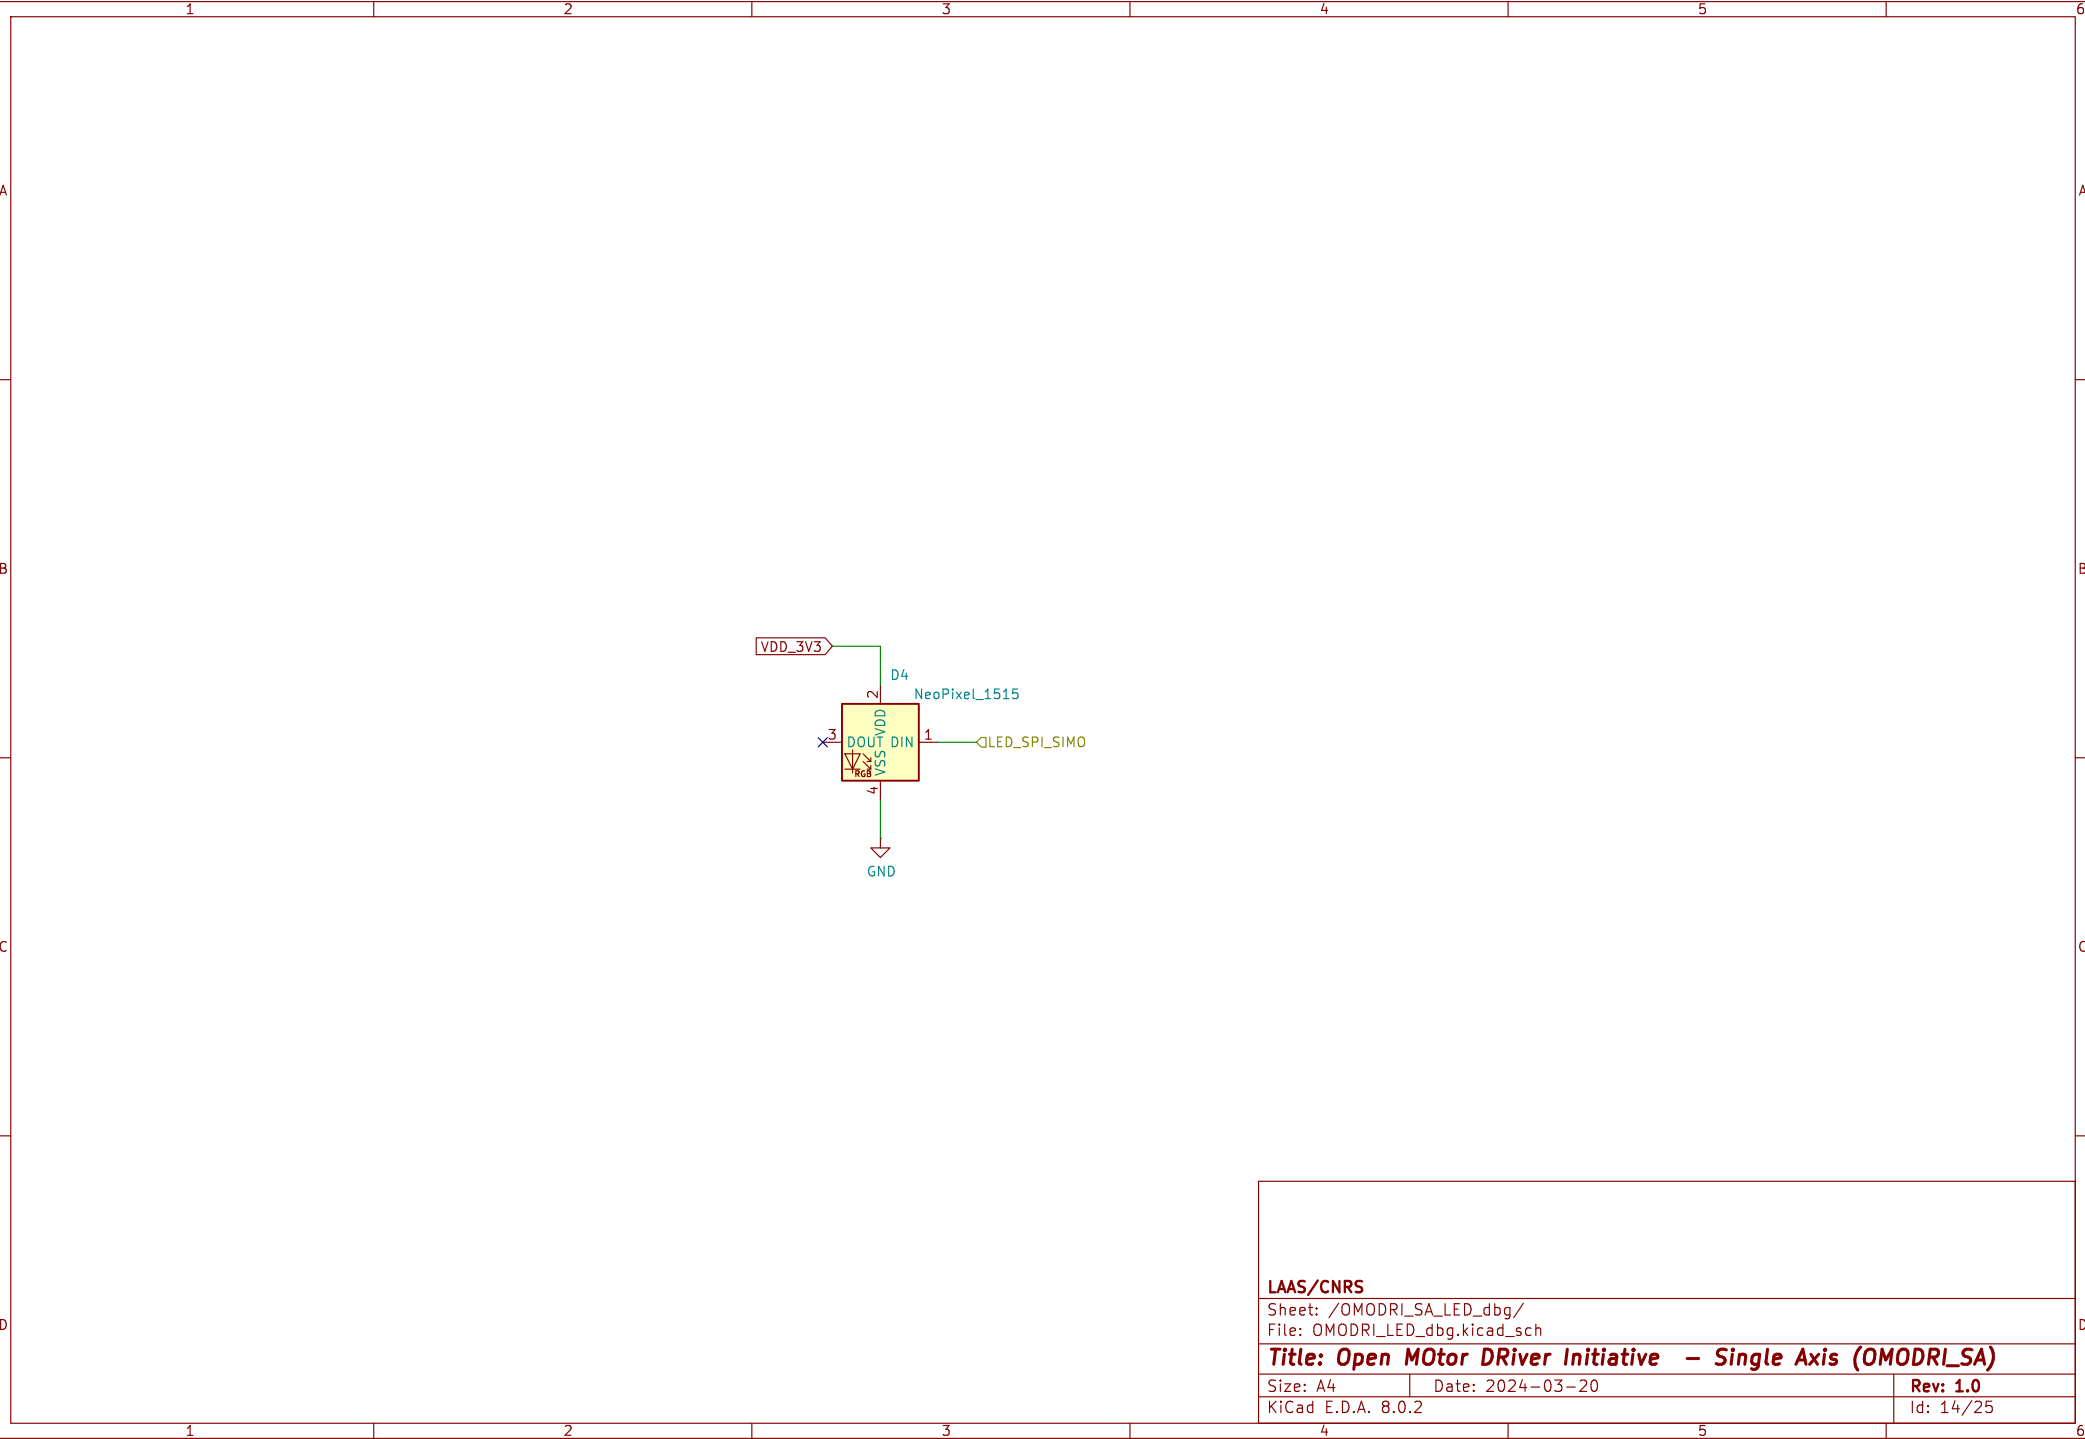 1 2 3 4 5 6
A A
B B
VDD_3V3
D4
NeoPixel_1515
2
VDD
3 DOUT DIN 1 LED_SPI_SIMO
VSS
RGB
4
GND
C C
LAAS/CNRS
Sheet: /OMODRI_SA_LED_dbg/
D D
File: OMODRI_LED_dbg.kicad_sch
Title: Open MOtor DRiver Initiative  - Single Axis (OMODRI_SA)
Size: A4 Date: 2024-03-20 Rev: 1.0
KiCad E.D.A. 8.0.2 Id: 14/25
1 2 3 4 5 6